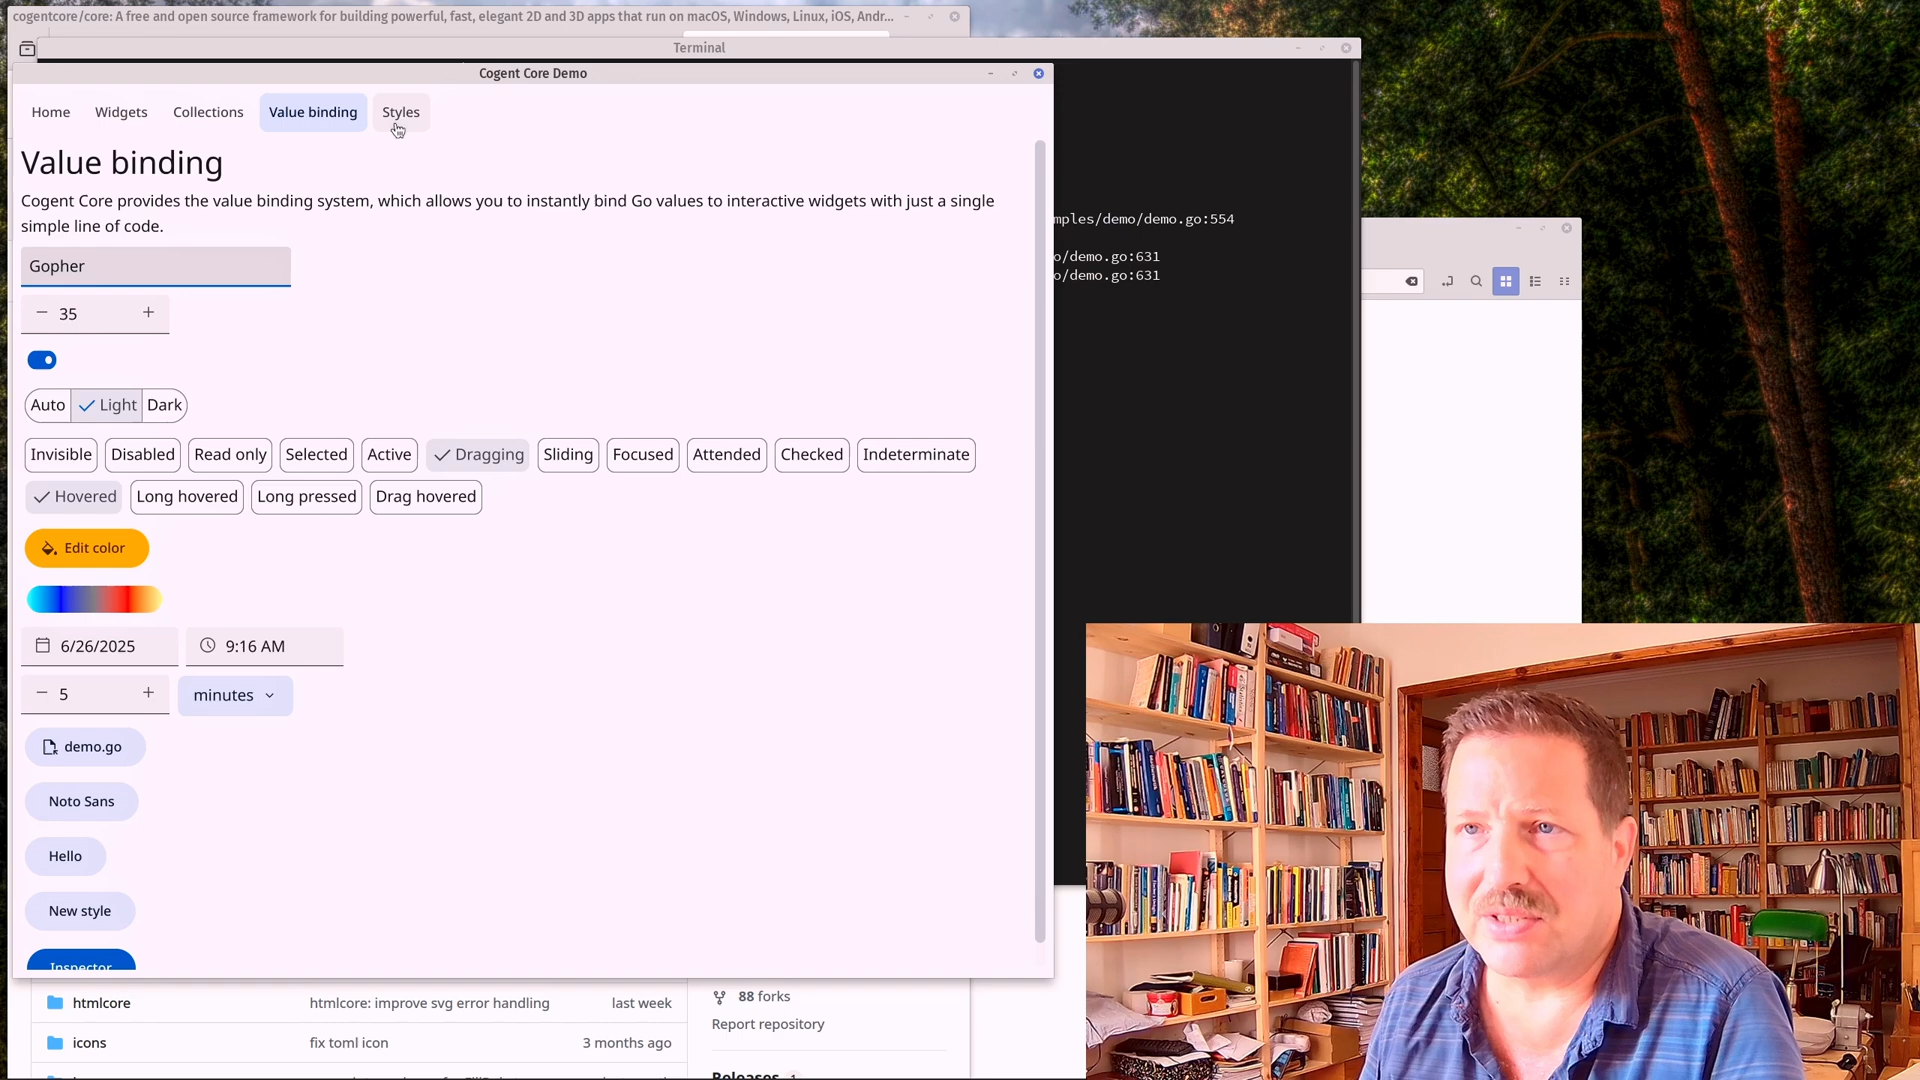 cogentcore/core: A free and open source framework for building powerful, fast, elegant 2D and 3D apps that run on macOS, Windows, Linux, iOS, Andr...
Terminal
Cogent Core Demo
Home Widgets Collections Value binding Styles
Value binding
Cogent Core provides the value binding system, which allows you to instantly bind Go values to interactive widgets with just a single
simple line of code.
mples/demo/demo.go:554
o/demo.go:631
o/demo.go:631
Gopher
35
Auto Light Dark
Invisible Disabled Read only Selected Active Dragging Sliding Focused Attended Checked Indeterminate
Hovered Long hovered Long pressed Drag hovered
Edit color
6/26/2025 9:16 AM
5 minutes
demo.go
Noto Sans
Hello
New style
Inspector
htmlcore htmlcore: improve svg error handling last week
icons fix toml icon 3 months ago
88 forks
Report repository
Releases 1